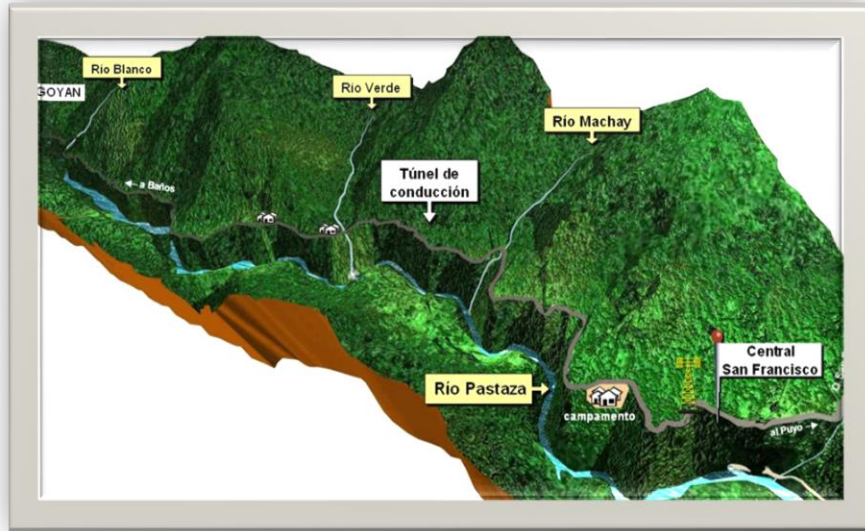 Río Blanco
GOYAN
Río Verde
Río Machay
← a Baños
Túnel de
conducción
Central
San Francisco
Río Pastaza
campamento
al Puyo →